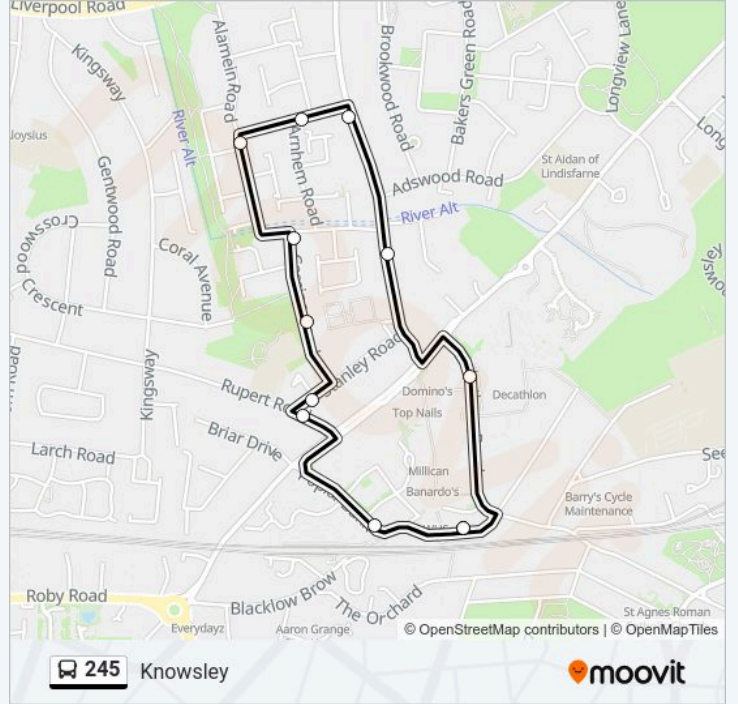 Liverpool Road
Kingsway
Alamein Road
Brookwood Road
Bakers Green Road
Longview Lane
River Alt
Arnhem Road
St Aidan of
Lindisfarne
Gentwood Road
Adswood Road
River Alt
Coral Avenue
Crescent
Stanley Road
Kingsway
Rupert
Domino's
Decathlon
Top Nails
Briar Drive
Larch Road
Millican
Banardo's
Barry's Cycle
Maintenance
Roby Road
Blacklow Brow
The Orchard
St Agnes Roman
Everydayz
Aaron Grange
© OpenStreetMap contributors | © OpenMapTiles
245 Knowsley
moovit